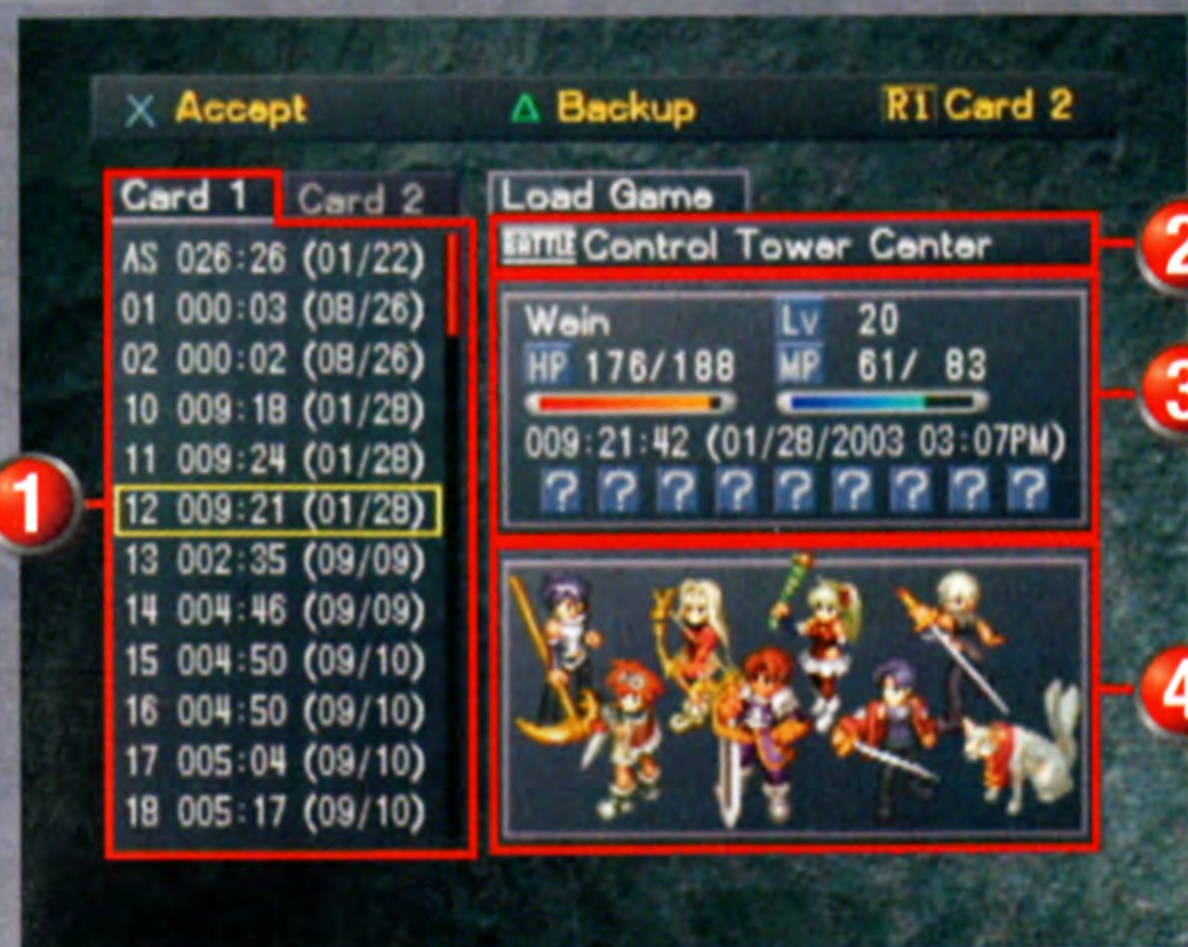 X Accept △ Backup R1 Card 2
Card 1 Card 2
AS 026:26 (01/22)
01 000:03 (08/26)
02 000:02 (08/26)
10 009:18 (01/28)
11 009:24 (01/28)
12 009:21 (01/28)
13 002:35 (09/09)
14 004:46 (09/09)
15 004:50 (09/10)
16 004:50 (09/10)
17 005:04 (09/10)
18 005:17 (09/10)
Load Game
BATTLE Control Tower Center
Wein Lv 20
HP 176/188 MP 61/ 83
009:21:42 (01/28/2003 03:07PM)
? ? ? ? ? ? ? ? ?
1
2
3
4